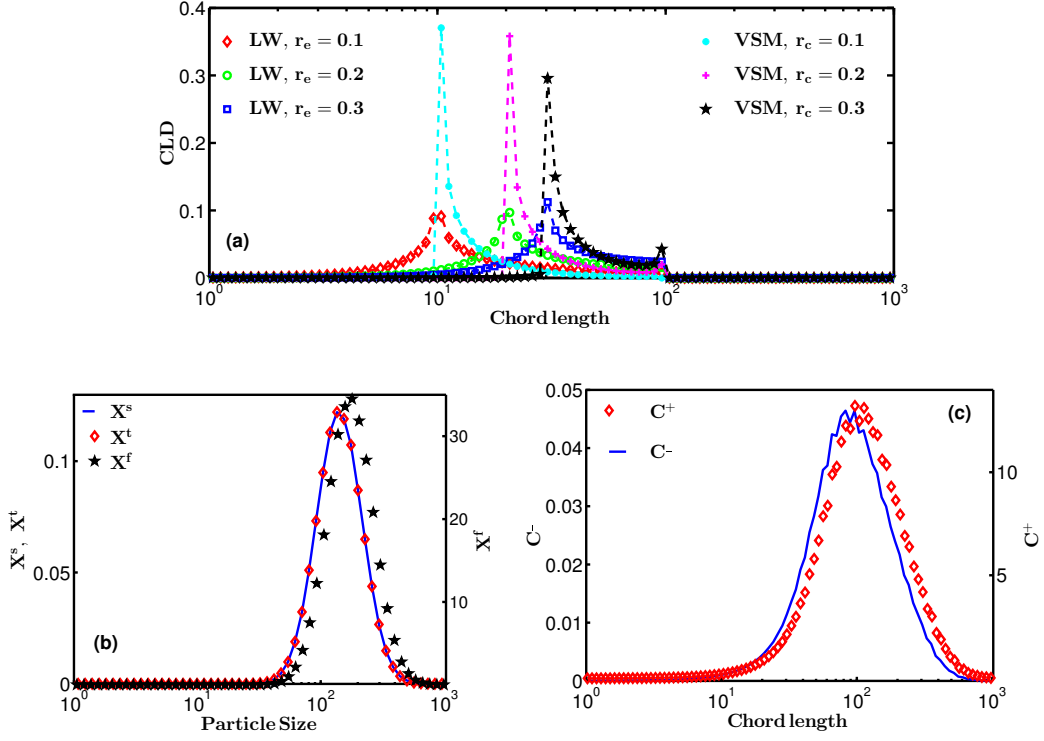 0.4
0.3
0.2
0.1
0
CLD
LW, r_e = 0.1
LW, r_e = 0.2
LW, r_e = 0.3
VSM, r_c = 0.1
VSM, r_c = 0.2
VSM, r_c = 0.3
(a)
10^0 10^1 10^2 10^3
Chord length
X^s
X^t
X^f
0.1
0.05
0
X^s, X^t
30
20
10
X^f
(b)
10^0 10^1 10^2 10^3
Particle Size
0.05
0.04
0.03
0.02
0.01
0
C^-
C^+
C^-
(c)
10
5
C^+
10^0 10^1 10^2 10^3
Chord length